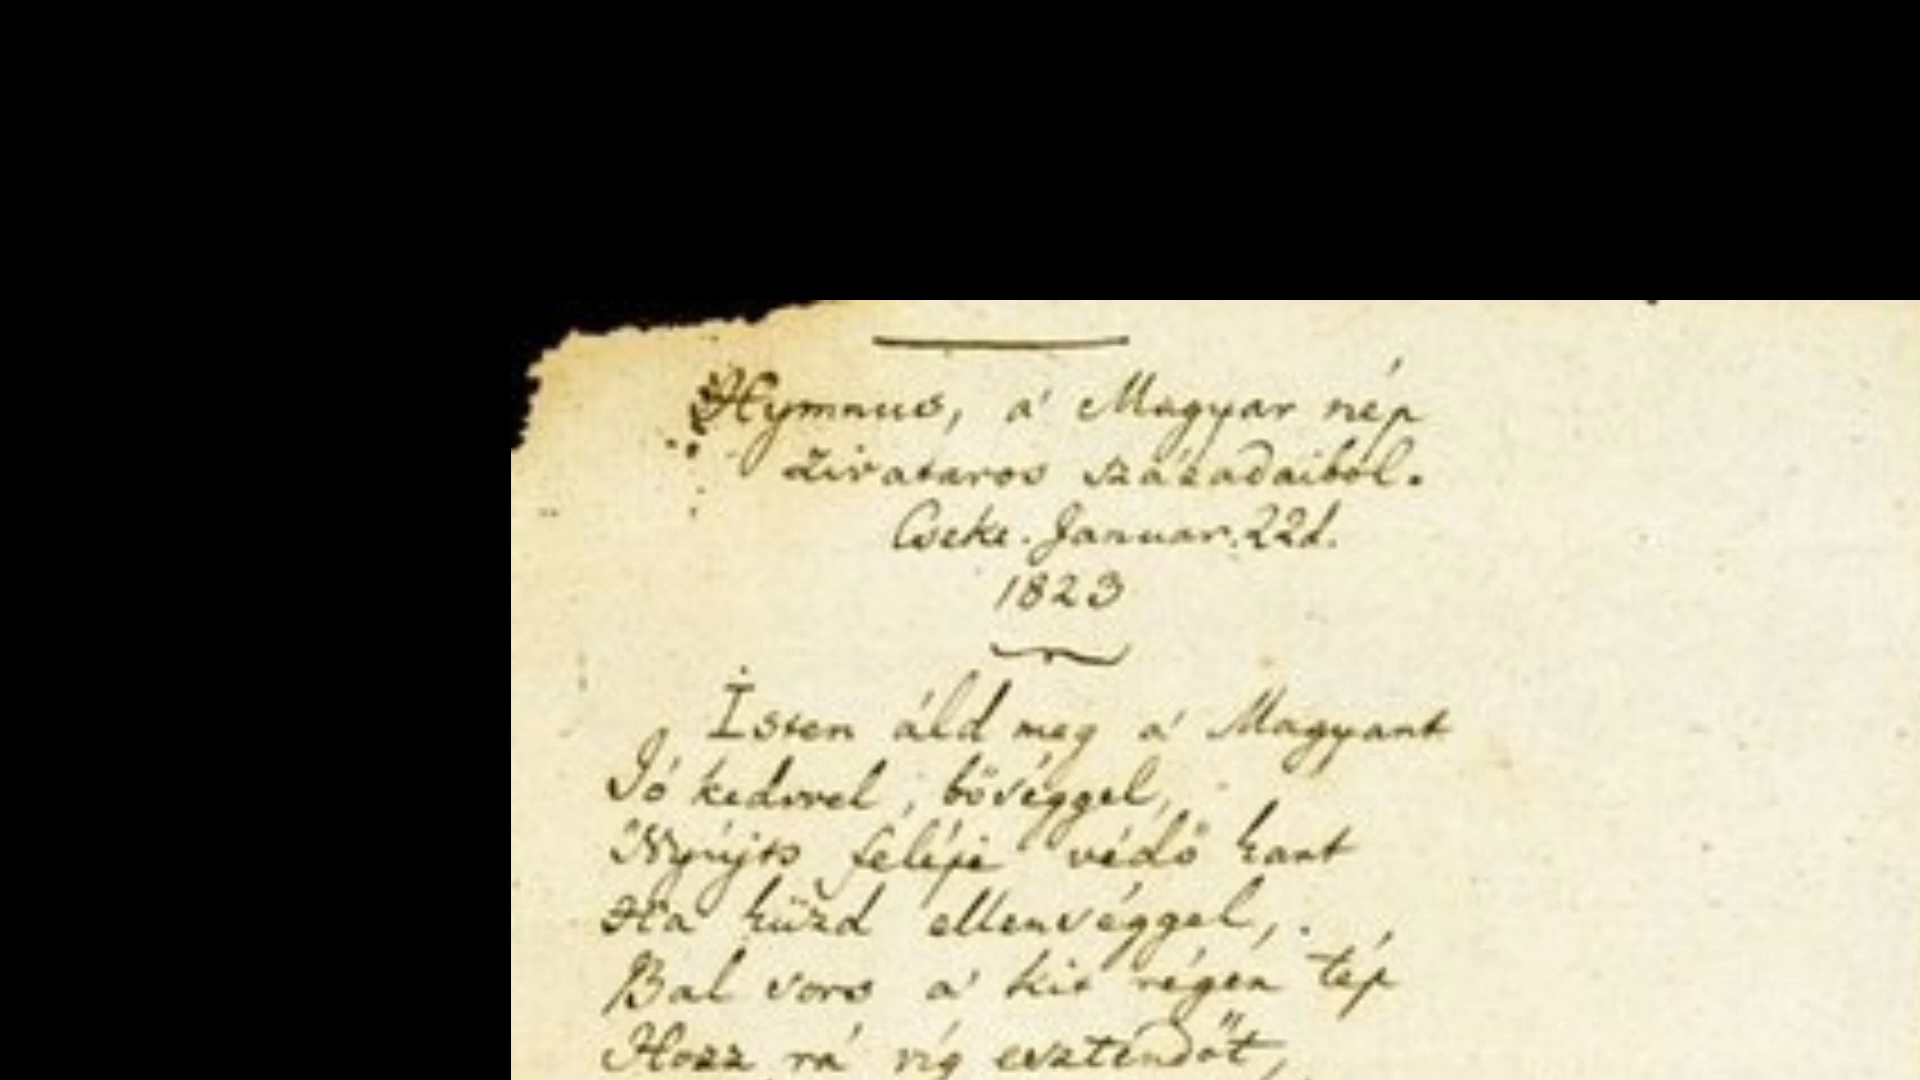 Hymnus, a' Magyar nép
zivataros századaiból.
Cseke. Januar. 22d.
1823
Isten áld meg a' Magyart
Jó kedvvel, bőséggel,
Nyújts feléje védő kart
Ha küzd ellenséggel,
Bal sors a' kit régen tép
Hozz rá víg esztendőt,